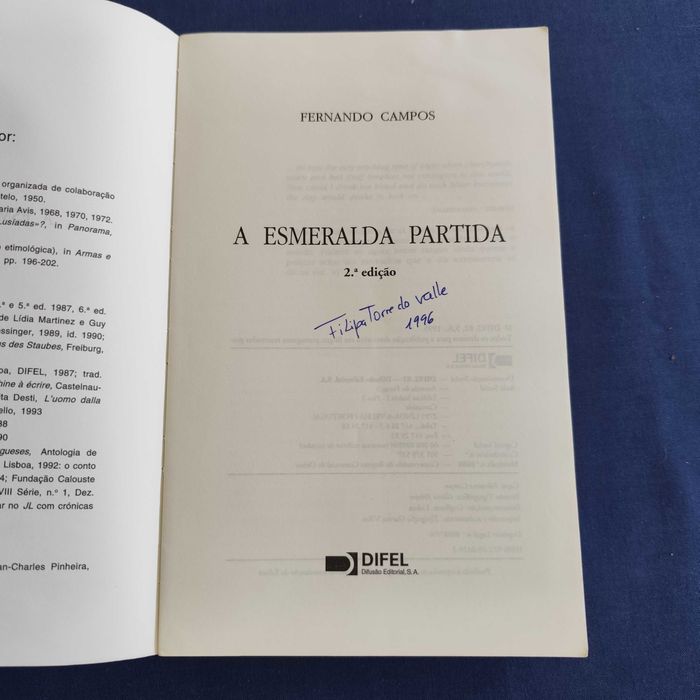 or:
organizada de colaboração
telo, 1950.
aria Avis, 1968, 1970, 1972.
Lusíadas»?, in Panorama,
etimológica), in Armas e
pp. 196-202.
.ª e 5.ª ed. 1987, 6.ª ed.
de Lídia Martinez e Guy
essinger, 1989, id. 1990;
us des Staubes, Freiburg,
oa, DIFEL, 1987; trad.
hine à écrire, Castelnau-
ta Desti, L'uomo dalla
ello, 1993
88
90
gueses, Antologia de
Lisboa, 1992: o conto
4; Fundação Calouste
VIII Série, n.º 1, Dez.
ar no JL com crónicas
an-Charles Pinheira,
FERNANDO CAMPOS
A ESMERALDA PARTIDA
2.ª edição
Filipa Torre do Valle
1996
DIFEL
Difusão Editorial, S.A.